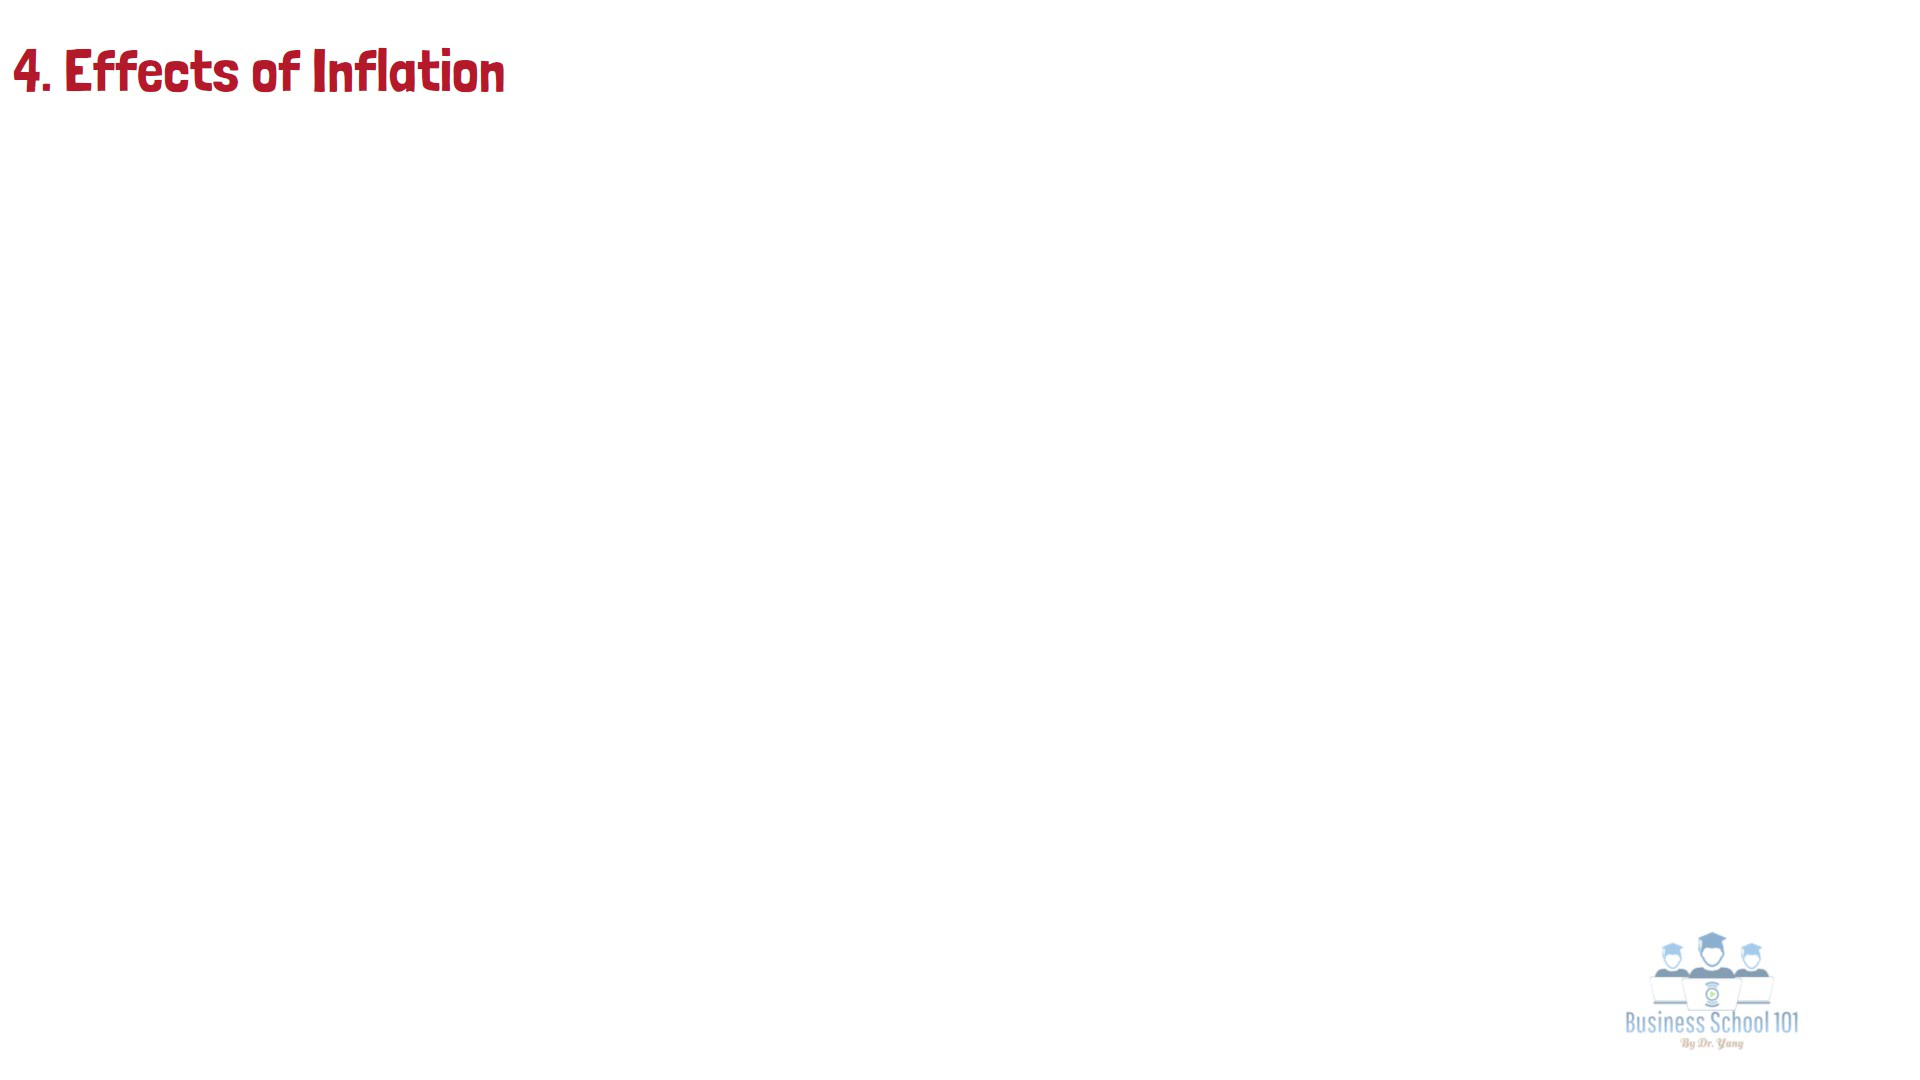 4. Effects of Inflation
Business School 101
By Dr. Yang